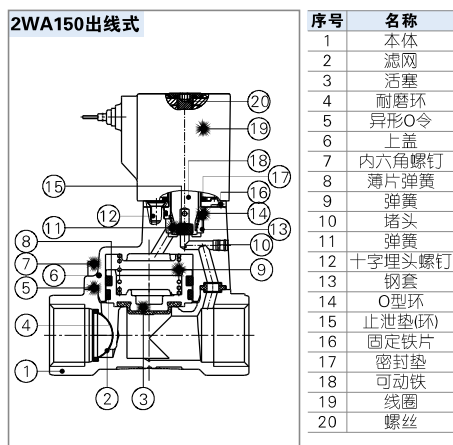 2WA150出线式
20
19
18
17
16
15
14
12
11
13
10
8
7
6
9
5
4
1
2
3
序号 名称
1 本体
2 滤网
3 活塞
4 耐磨环
5 异形O令
6 上盖
7 内六角螺钉
8 薄片弹簧
9 弹簧
10 堵头
11 弹簧
12 十字埋头螺钉
13 钢套
14 O型环
15 止泄垫(环)
16 固定铁片
17 密封垫
18 可动铁
19 线圈
20 螺丝